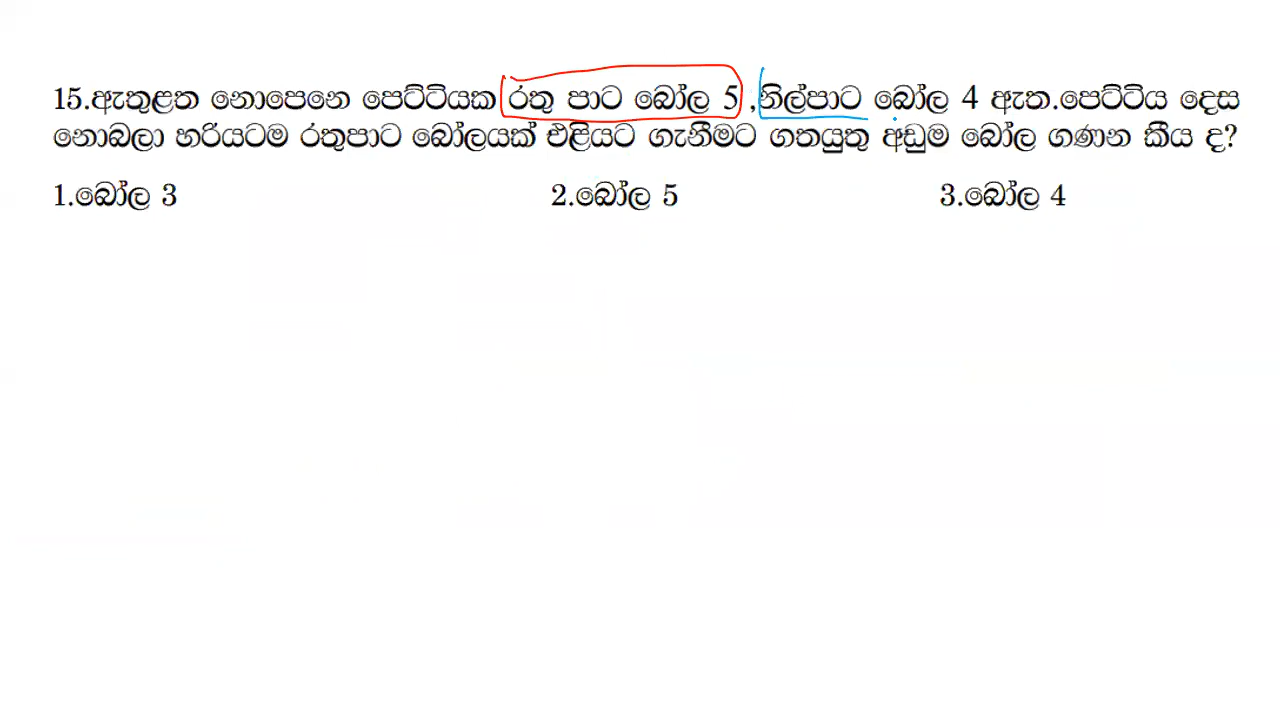 15.ඇතුළත නොපෙනෙ පෙට්ටියක රතු පාට බෝල 5 ,නිල්පාට බෝල 4 ඇත.පෙට්ටිය දෙස
නොබලා හරියටම රතුපාට බෝලයක් එළියට ගැනීමට ගතයුතු අඩුම බෝල ගණන කීය ද?
1.බෝල 3 2.බෝල 5 3.බෝල 4